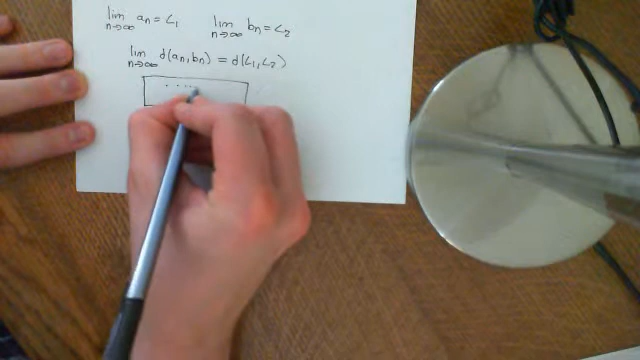 lim n→∞ aₙ = L₁ lim n→∞ bₙ = L₂
lim n→∞ d(aₙ, bₙ) = d(L₁, L₂)